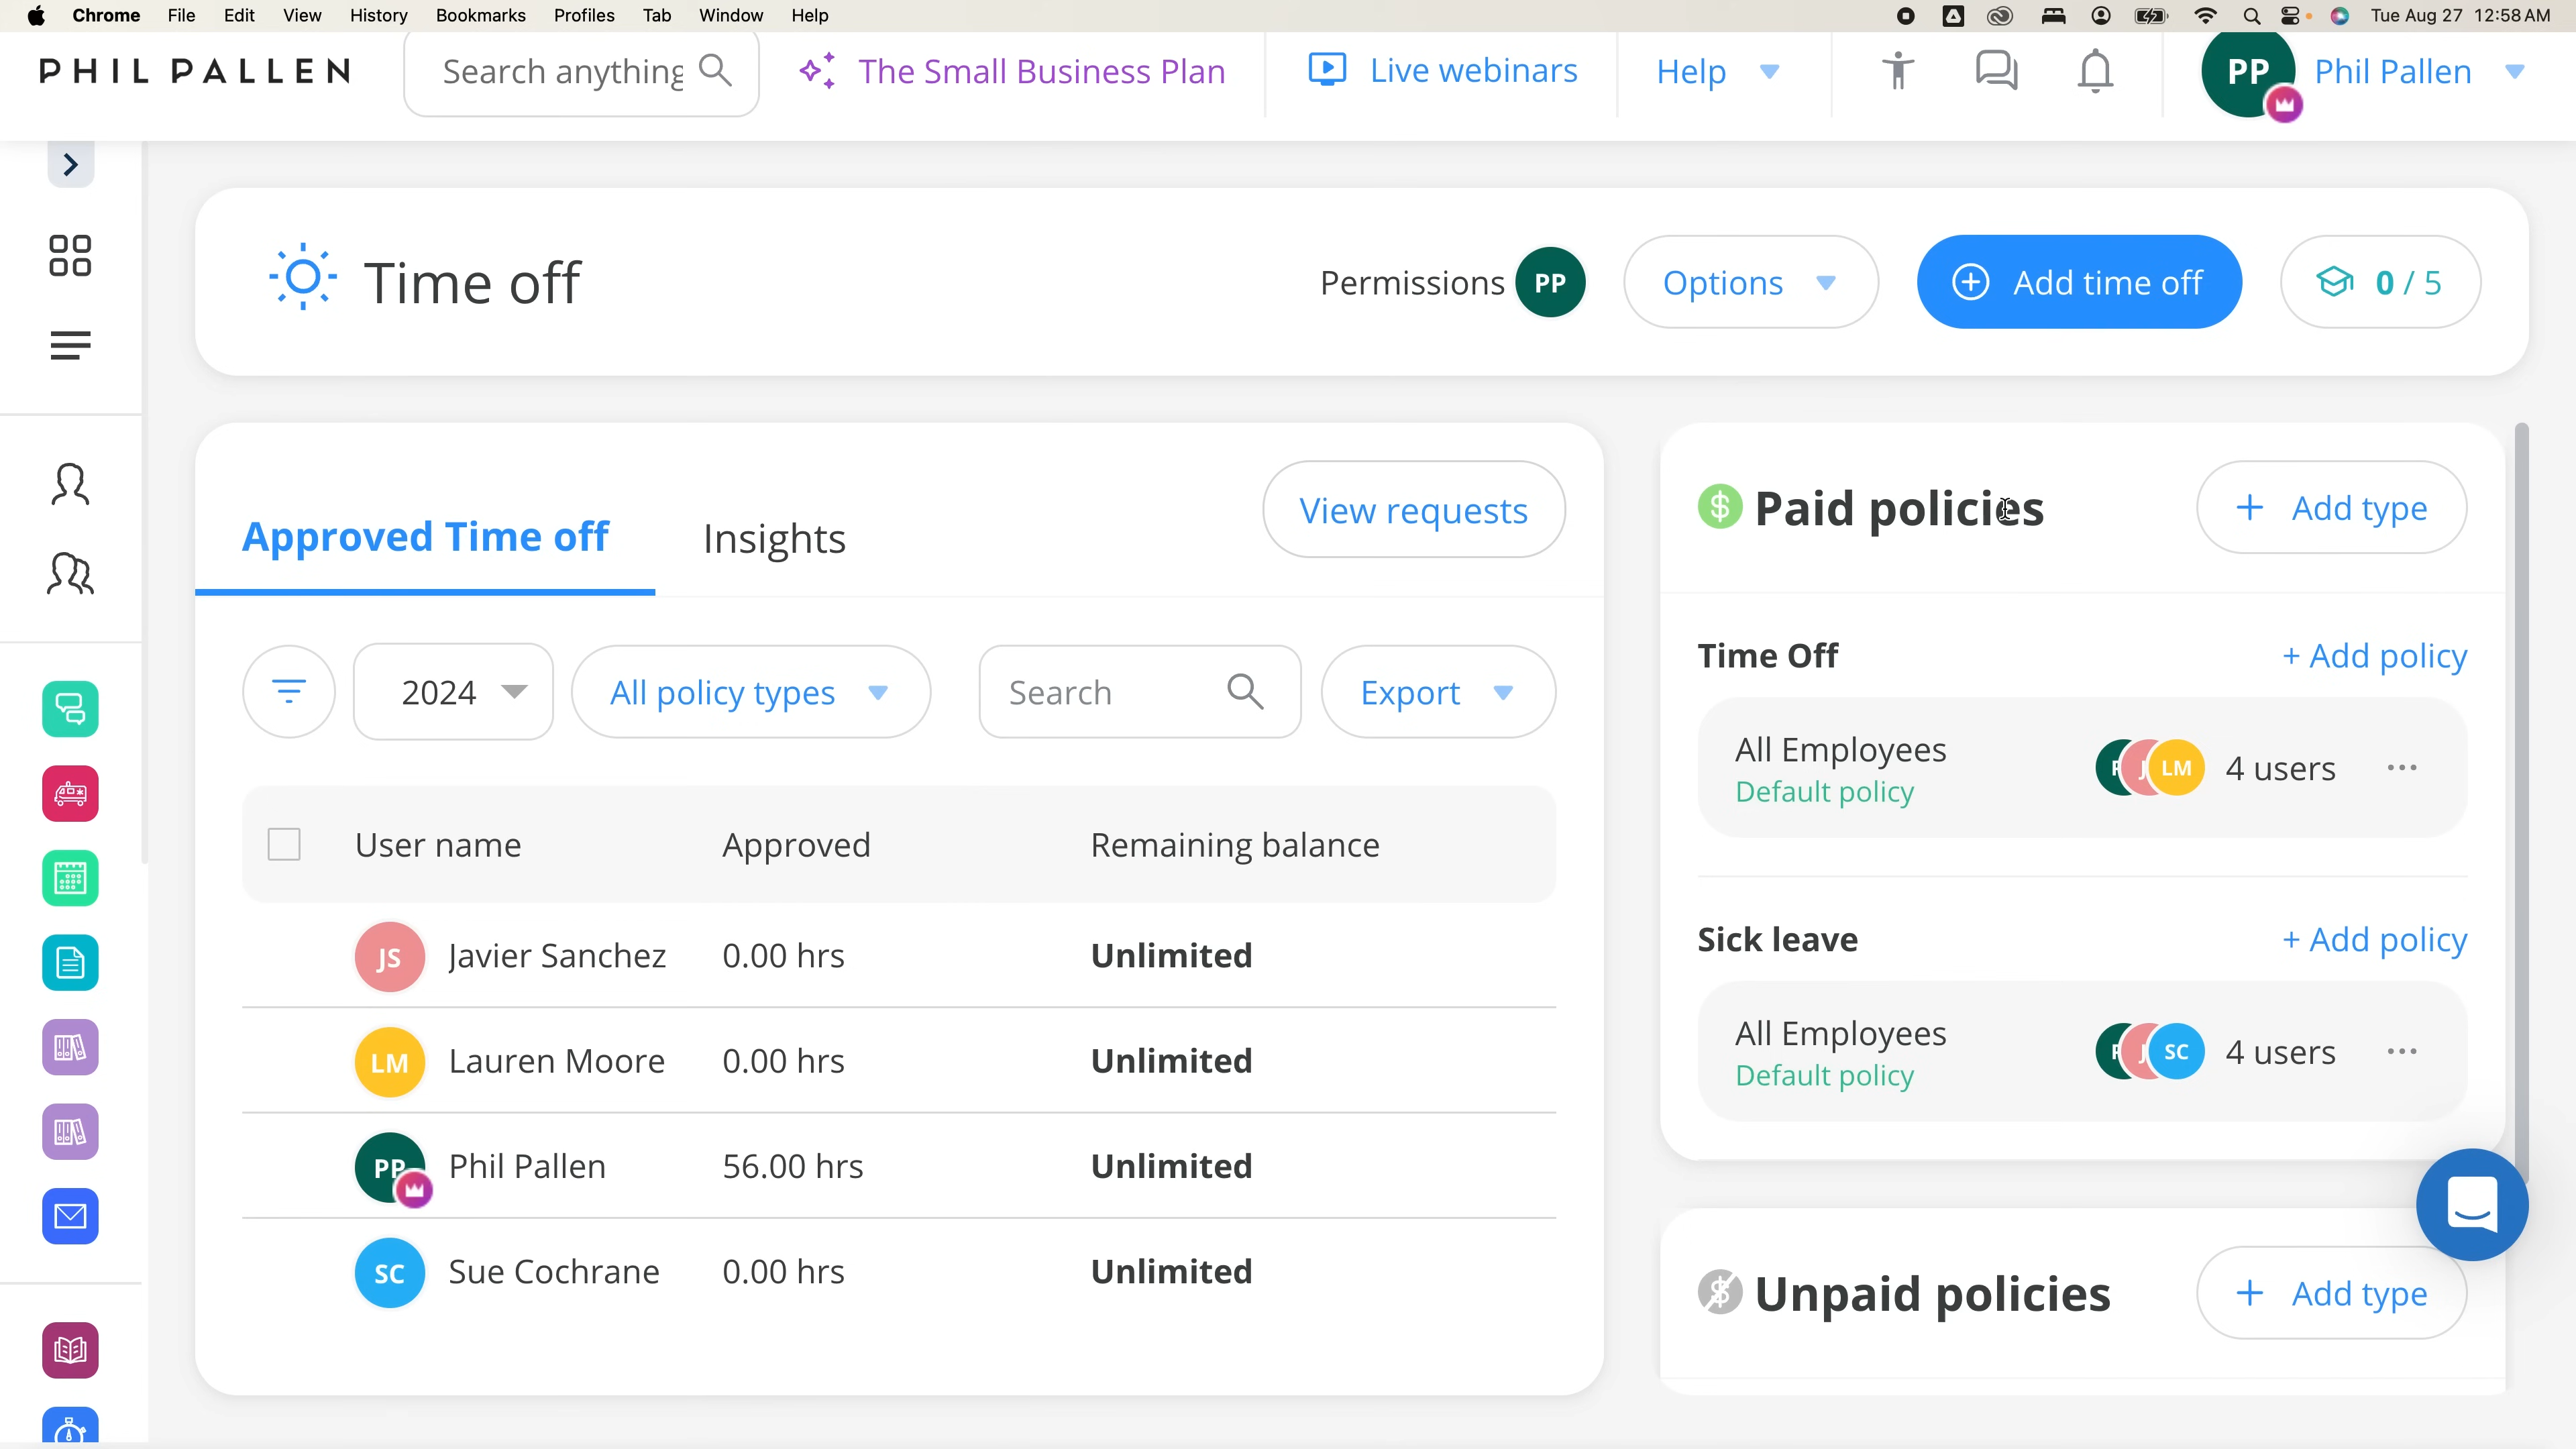 Chrome File Edit View History Bookmarks Profiles Tab Window Help Tue Aug 27 12:58 AM
PHIL PALLEN Search anything The Small Business Plan Live webinars Help PP Phil Pallen
Time off Permissions PP Options Add time off 0 / 5
Approved Time off Insights View requests
2024 All policy types Search Export
User name Approved Remaining balance
JS Javier Sanchez 0.00 hrs Unlimited
LM Lauren Moore 0.00 hrs Unlimited
PP Phil Pallen 56.00 hrs Unlimited
SC Sue Cochrane 0.00 hrs Unlimited
$ Paid policies + Add type
Time Off + Add policy
All Employees LM 4 users
Default policy
Sick leave + Add policy
All Employees SC 4 users
Default policy
Unpaid policies + Add type